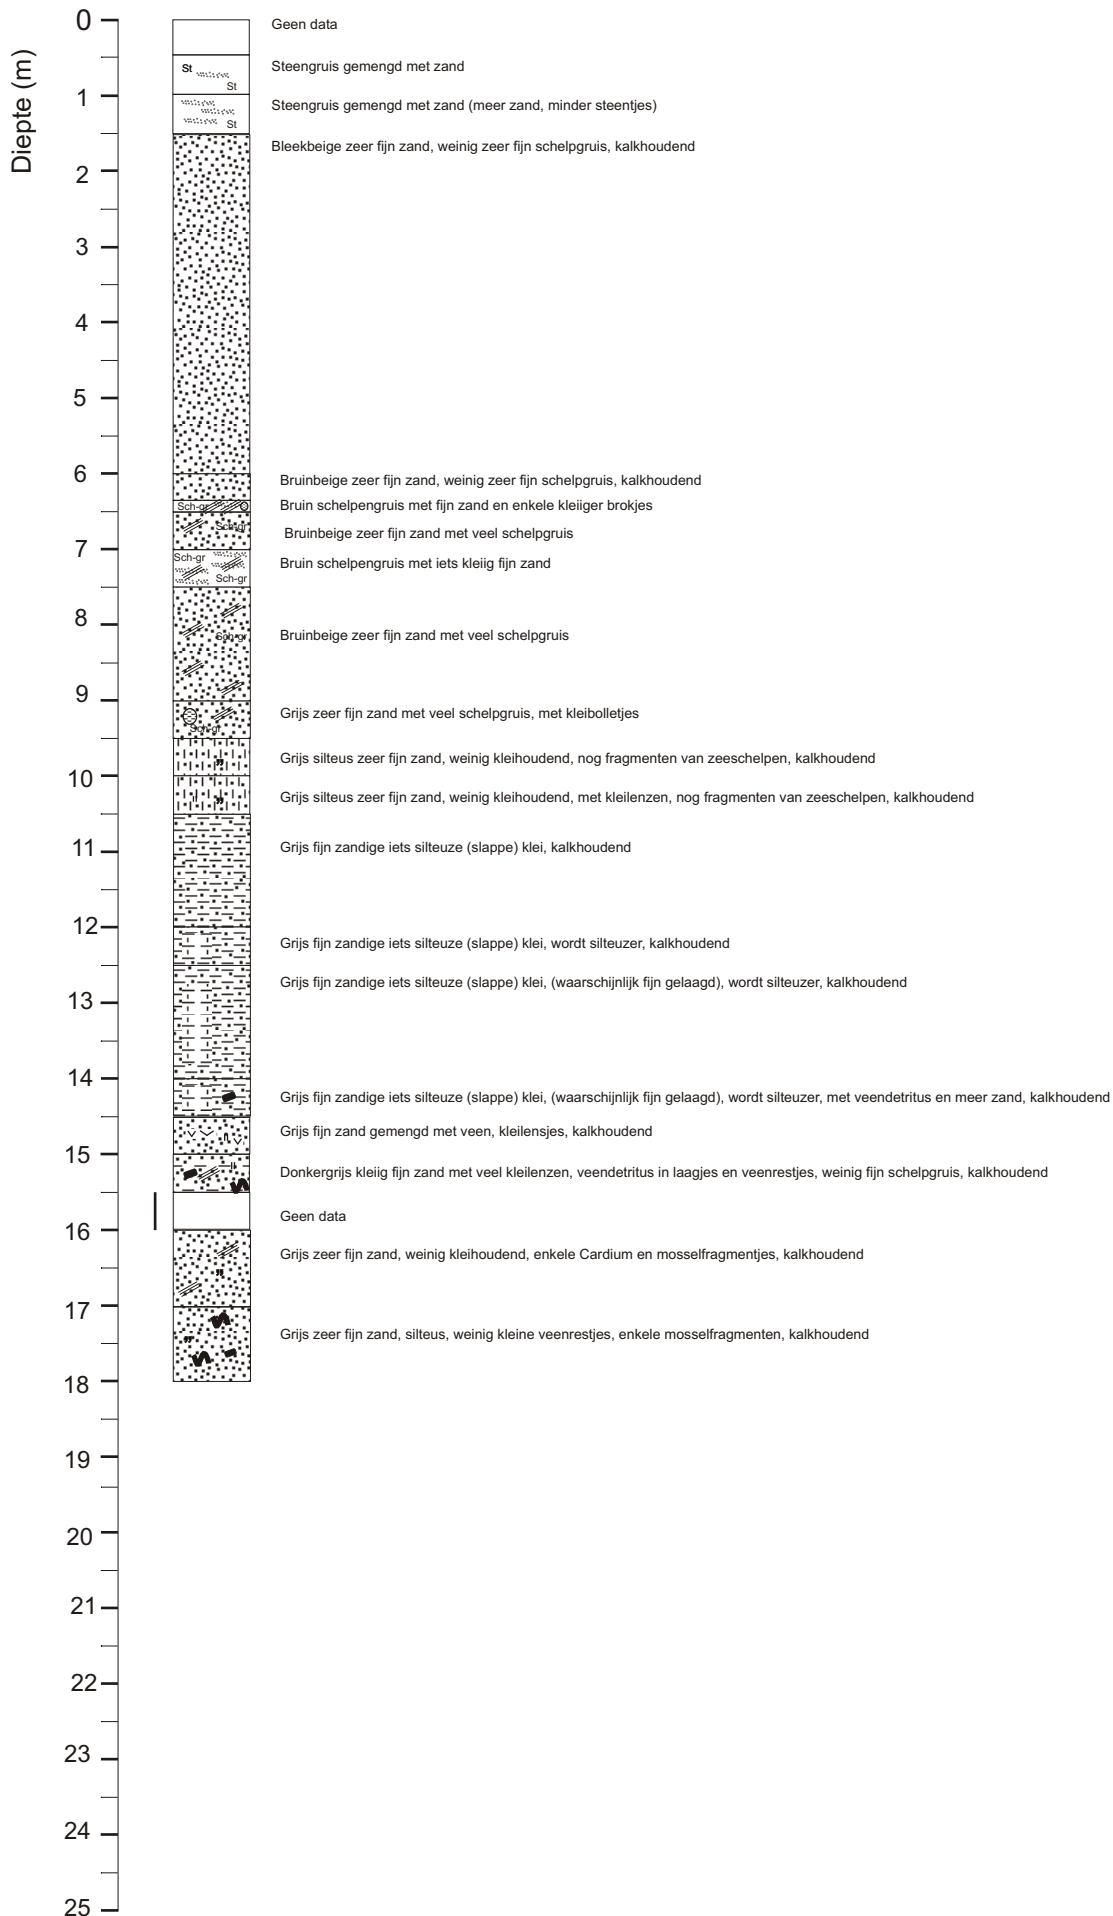 0
Geen data
Diepte (m)
St
Steengruis gemengd met zand
St
1
Steengruis gemengd met zand (meer zand, minder steentjes)
St
Bleekbeige zeer fijn zand, weinig zeer fijn schelpgruis, kalkhoudend
2
3
4
5
6
Bruinbeige zeer fijn zand, weinig zeer fijn schelpgruis, kalkhoudend
Sch-gr
Bruin schelpengruis met fijn zand en enkele kleiiger brokjes
Sch-gr
Bruinbeige zeer fijn zand met veel schelpgruis
7
Sch-gr
Bruin schelpengruis met iets kleiig fijn zand
Sch-gr
8
Sch-gr
Bruinbeige zeer fijn zand met veel schelpgruis
9
Grijs zeer fijn zand met veel schelpgruis, met kleibolletjes
Sch-gr
Grijs silteus zeer fijn zand, weinig kleihoudend, nog fragmenten van zeeschelpen, kalkhoudend
10
Grijs silteus zeer fijn zand, weinig kleihoudend, met kleilenzen, nog fragmenten van zeeschelpen, kalkhoudend
11
Grijs fijn zandige iets silteuze (slappe) klei, kalkhoudend
12
Grijs fijn zandige iets silteuze (slappe) klei, wordt silteuzer, kalkhoudend
Grijs fijn zandige iets silteuze (slappe) klei, (waarschijnlijk fijn gelaagd), wordt silteuzer, kalkhoudend
13
14
Grijs fijn zandige iets silteuze (slappe) klei, (waarschijnlijk fijn gelaagd), wordt silteuzer, met veendetritus en meer zand, kalkhoudend
Grijs fijn zand gemengd met veen, kleilensjes, kalkhoudend
15
Donkergrijs kleiig fijn zand met veel kleilenzen, veendetritus in laagjes en veenrestjes, weinig fijn schelpgruis, kalkhoudend
Geen data
16
Grijs zeer fijn zand, weinig kleihoudend, enkele Cardium en mosselfragmentjes, kalkhoudend
17
Grijs zeer fijn zand, silteus, weinig kleine veenrestjes, enkele mosselfragmenten, kalkhoudend
18
19
20
21
22
23
24
25